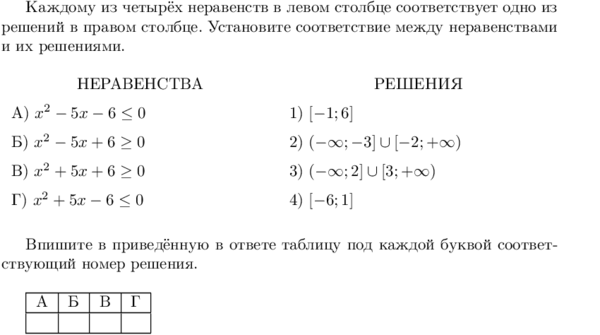 Каждому из четырёх неравенств в левом столбце соответствует одно из
решений в правом столбце. Установите соответствие между неравенствами
и их решениями.
НЕРАВЕНСТВА РЕШЕНИЯ
А) x² − 5x − 6 ≤ 0 1) [−1; 6]
Б) x² − 5x + 6 ≥ 0 2) (−∞; −3] ∪ [−2; +∞)
В) x² + 5x + 6 ≥ 0 3) (−∞; 2] ∪ [3; +∞)
Г) x² + 5x − 6 ≤ 0 4) [−6; 1]
Впишите в приведённую в ответе таблицу под каждой буквой соответ-
ствующий номер решения.
А Б В Г